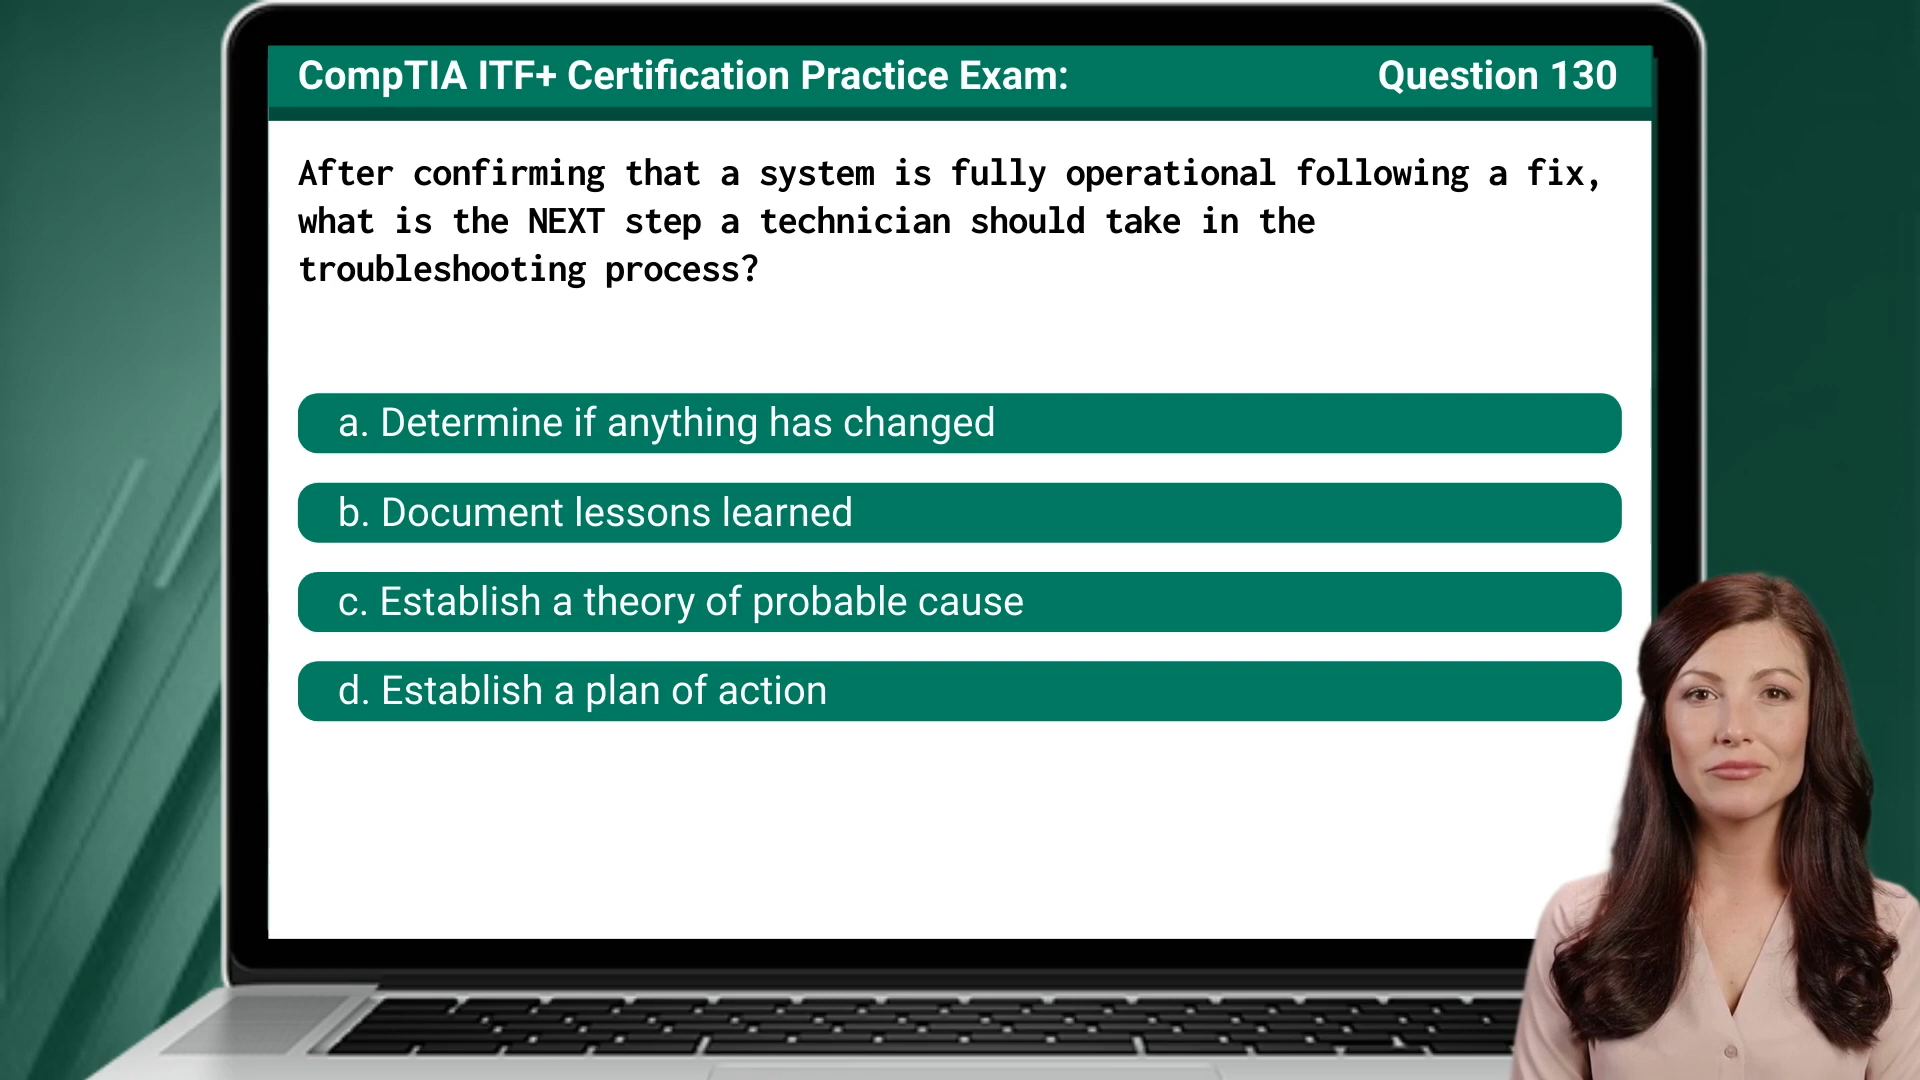 CompTIA ITF+ Certification Practice Exam: Question 130
After confirming that a system is fully operational following a fix,
what is the NEXT step a technician should take in the
troubleshooting process?
a. Determine if anything has changed
b. Document lessons learned
c. Establish a theory of probable cause
d. Establish a plan of action